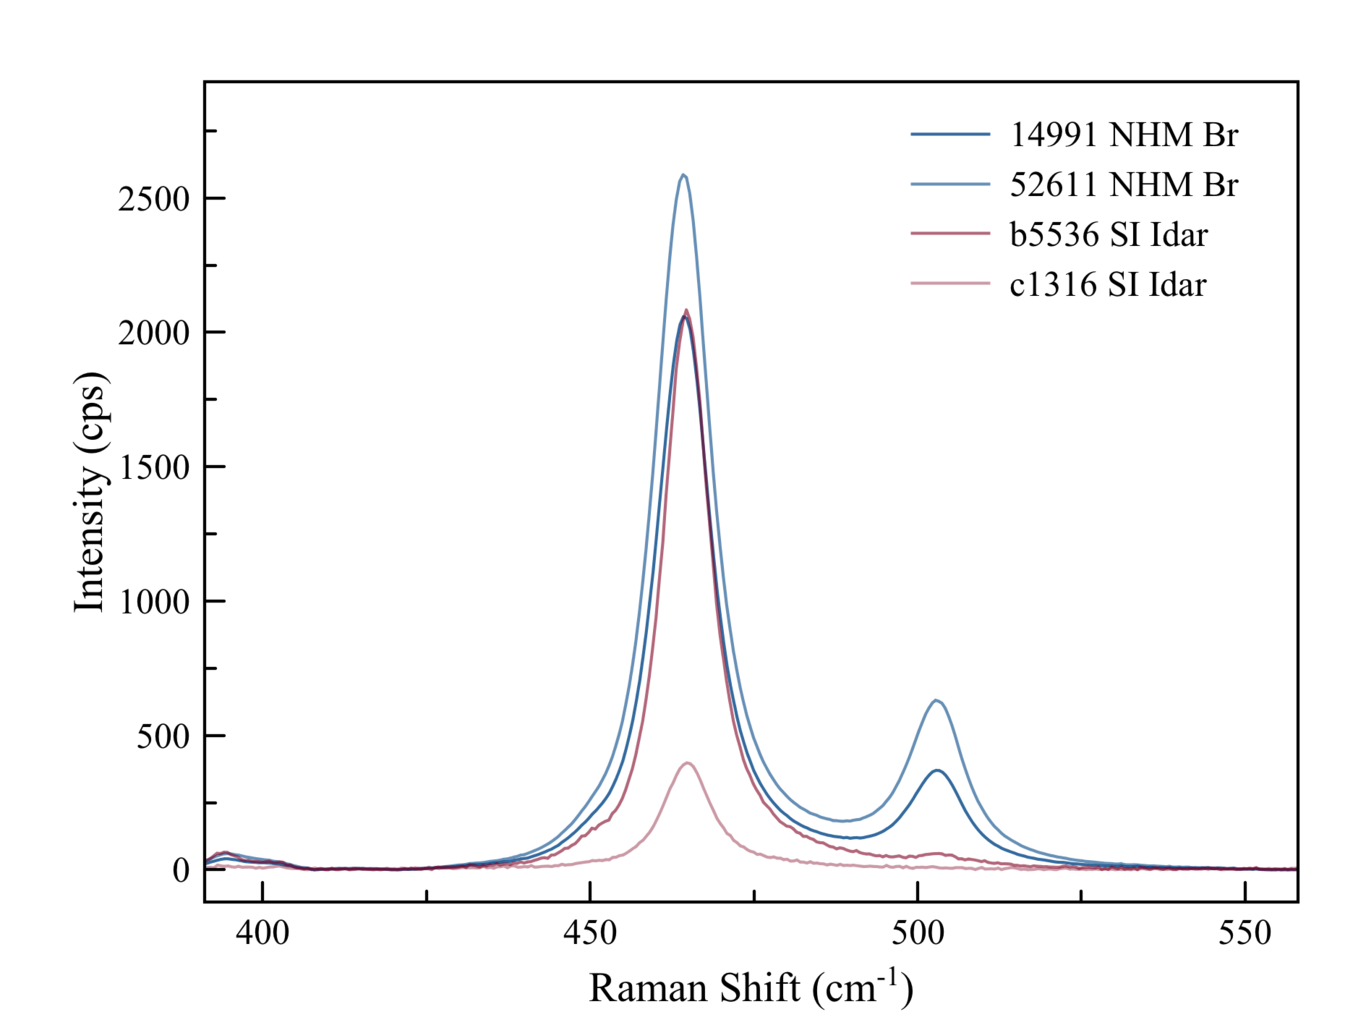 14991 NHM Br
52611 NHM Br
b5536 SI Idar
c1316 SI Idar
2500
2000
1500
1000
500
0
Intensity (cps)
400 450 500 550
Raman Shift (cm-1)